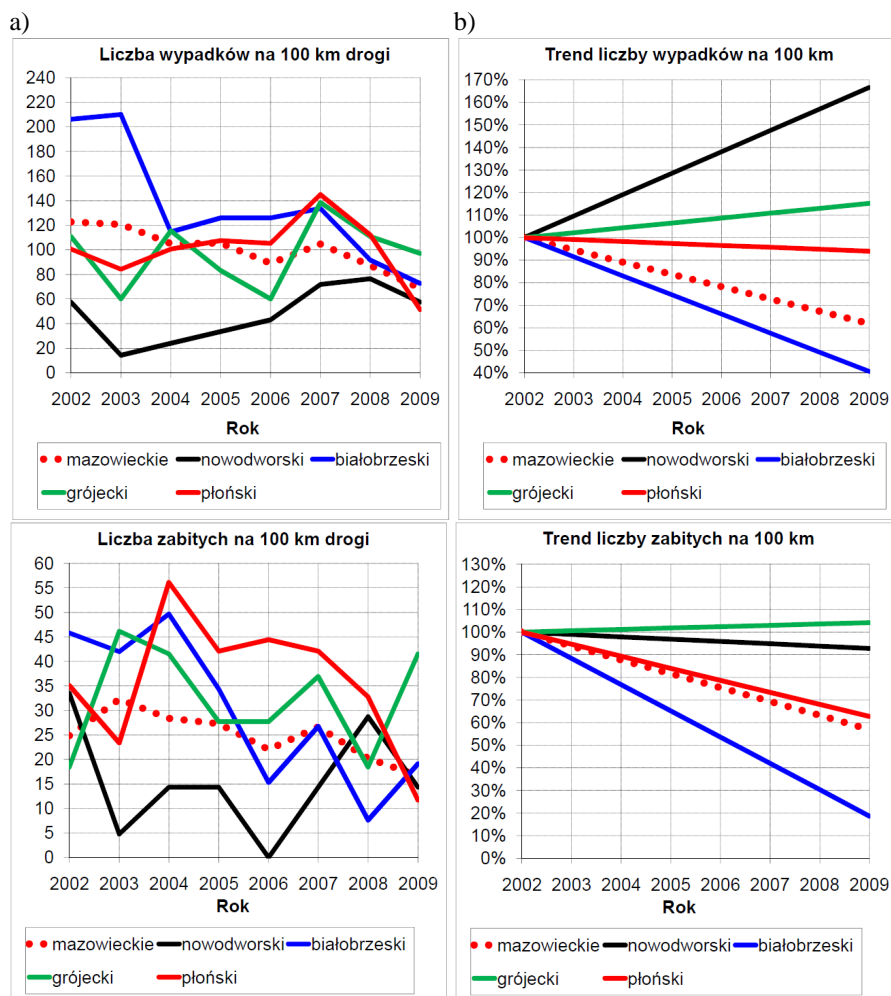 a)
b)
Liczba wypadków na 100 km drogi
240
220
200
180
160
140
120
100
80
60
40
20
0
2002 2003 2004 2005 2006 2007 2008 2009
Rok
mazowieckie nowodworski białobrzeski
grójecki płoński
Trend liczby wypadków na 100 km
170%
160%
150%
140%
130%
120%
110%
100%
90%
80%
70%
60%
50%
40%
2002 2003 2004 2005 2006 2007 2008 2009
Rok
mazowieckie nowodworski białobrzeski
grójecki płoński
Liczba zabitych na 100 km drogi
60
55
50
45
40
35
30
25
20
15
10
5
0
2002 2003 2004 2005 2006 2007 2008 2009
Rok
mazowieckie nowodworski białobrzeski
grójecki płoński
Trend liczby zabitych na 100 km
130%
120%
110%
100%
90%
80%
70%
60%
50%
40%
30%
20%
10%
0%
2002 2003 2004 2005 2006 2007 2008 2009
Rok
mazowieckie nowodworski białobrzeski
grójecki płoński